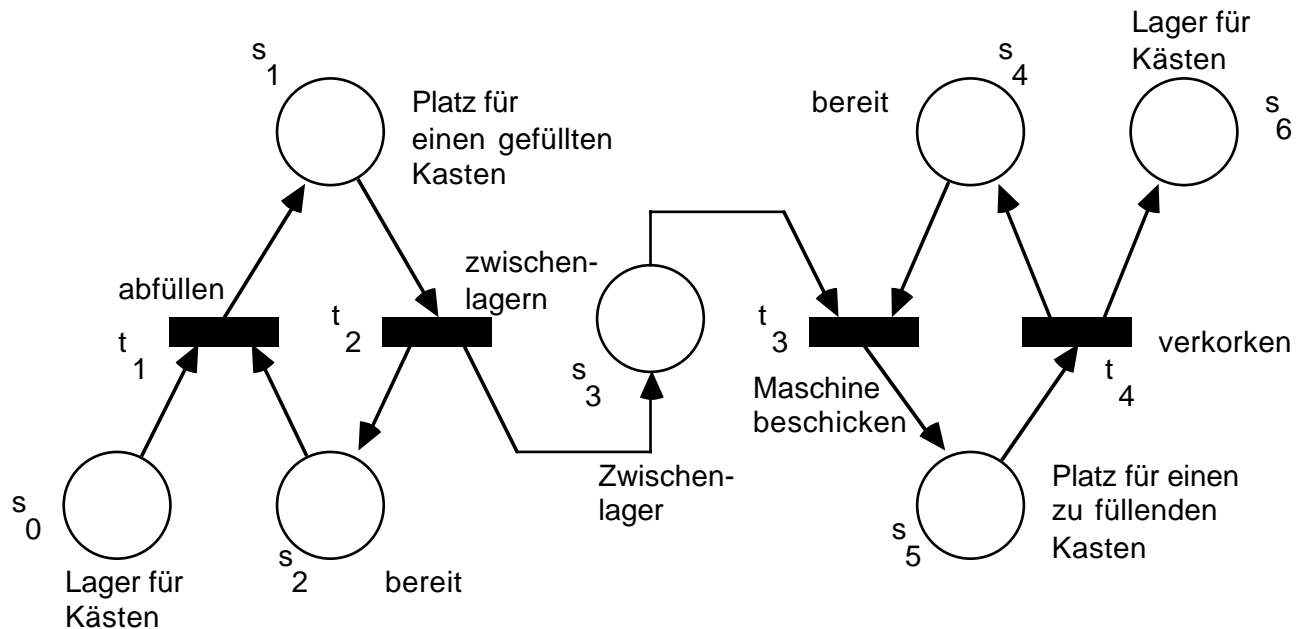 s
1
Platz für
einen gefüllten
Kasten
bereit
s
4
Lager für
Kästen
s
6
abfüllen
t
1
t
2
zwischen-
lagern
s
3
Zwischen-
lager
t
3
Maschine
beschicken
t
4
verkorken
s
0
Lager für
Kästen
s
2
bereit
s
5
Platz für einen
zu füllenden
Kasten